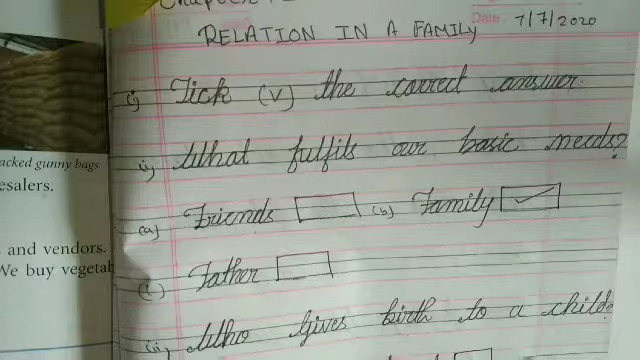 RELATION IN A FAMILY
Date 7/7/2020
i) Tick (√) the correct answer
i) What fulfils our basic needs?
(a) Friends (b) Family ✓
(c) Father
ii) Who gives birth to a child
acked gunny bags
esalers.
and vendors.
We buy vegetab